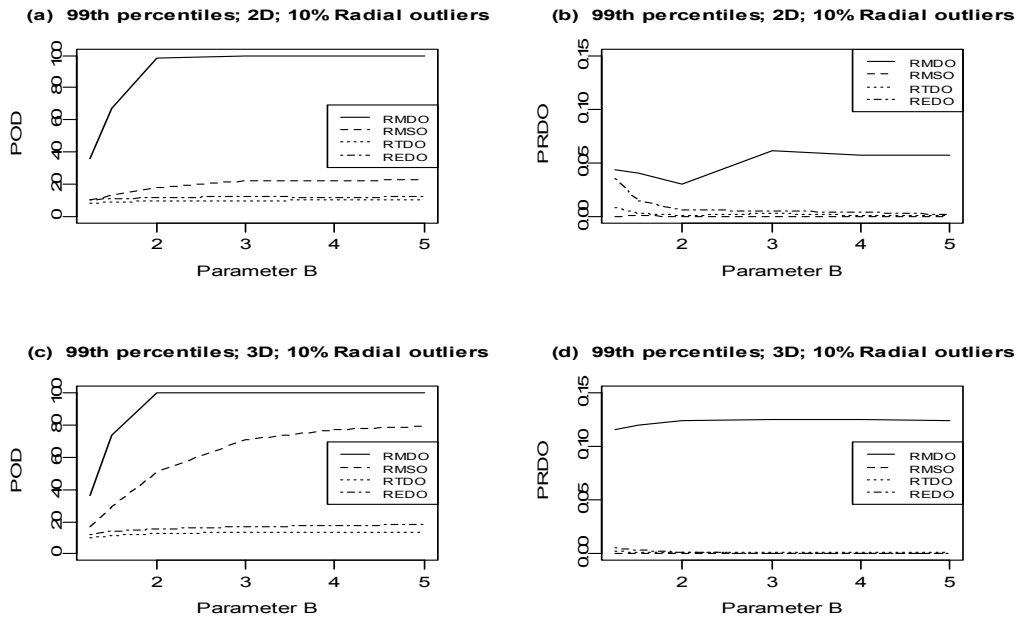 (a) 99th percentiles; 2D; 10% Radial outliers
POD
0 20 40 60 80 100
RMDO
RMSO
RTDO
REDO
2 3 4 5
Parameter B
(b) 99th percentiles; 2D; 10% Radial outliers
PRDO
0.00 0.05 0.10 0.15
RMDO
RMSO
RTDO
REDO
2 3 4 5
Parameter B
(c) 99th percentiles; 3D; 10% Radial outliers
POD
0 20 40 60 80 100
RMDO
RMSO
RTDO
REDO
2 3 4 5
Parameter B
(d) 99th percentiles; 3D; 10% Radial outliers
PRDO
0.00 0.05 0.10 0.15
RMDO
RMSO
RTDO
REDO
2 3 4 5
Parameter B